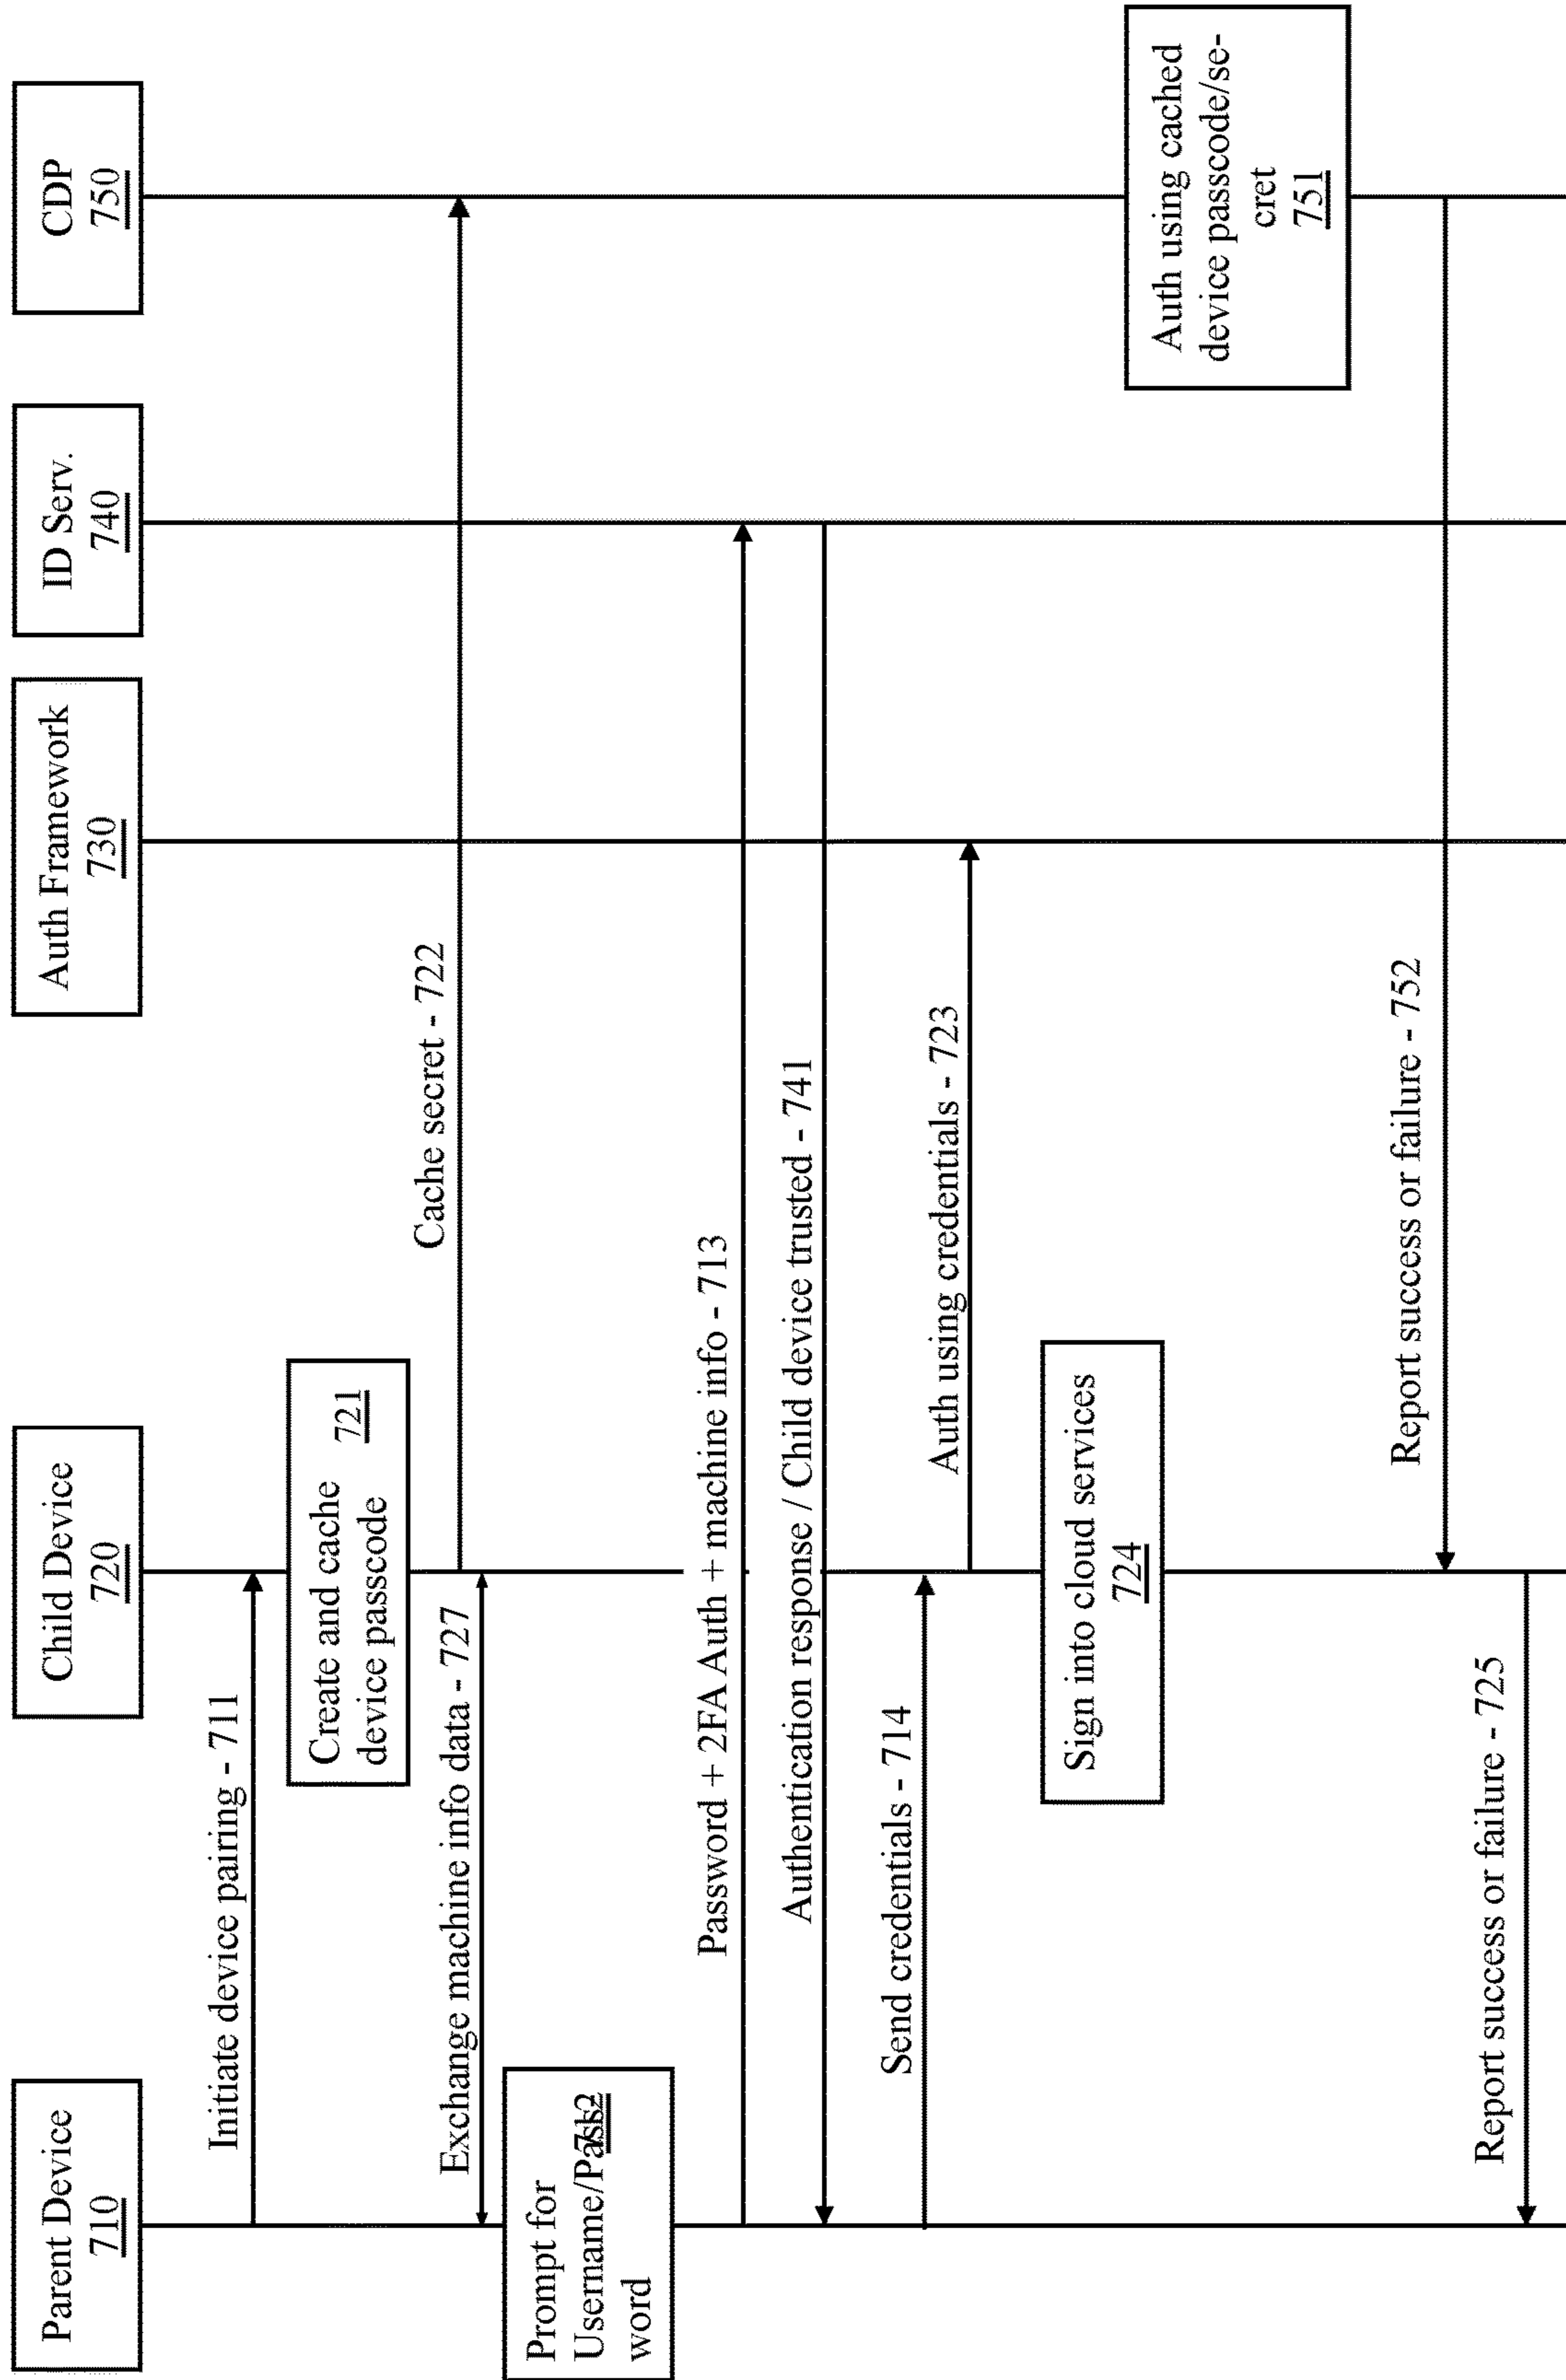 Parent Device
710
Child Device
720
Auth Framework
730
ID Serv.
740
CDP
750
Initiate device pairing - 711
Create and cache
device passcode
721
Cache secret - 722
Exchange machine info data - 727
Prompt for
Username/Pass
word
712
Password + 2FA Auth + machine info - 713
Authentication response / Child device trusted - 741
Send credentials - 714
Auth using credentials - 723
Sign into cloud services
724
Auth using cached
device passcode/se-
cret
751
Report success or failure - 752
Report success or failure - 725